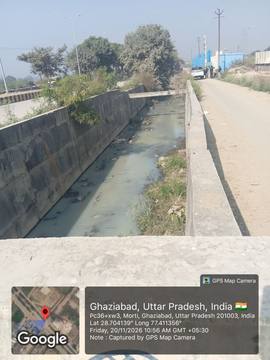 GPS Map Camera
Ghaziabad, Uttar Pradesh, India 🇮🇳
Pc36+xw3, Morti, Ghaziabad, Uttar Pradesh 201003, India
Lat 28.704139° Long 77.411356°
Friday, 20/11/2026 10:56 AM GMT +05:30
Note : Captured by GPS Map Camera
Google